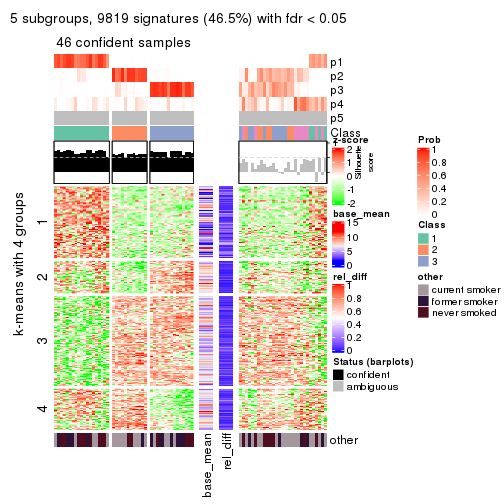 5 subgroups, 9819 signatures (46.5%) with fdr < 0.05
46 confident samples
p1
p2
p3
p4
p5
Class
z-score
2
1
0
-1
-2
Silhouette
score
base_mean
15
10
5
0
rel_diff
1
0.8
0.6
0.4
0.2
0
Status (barplots)
confident
ambiguous
Prob
1
0.8
0.6
0.4
0.2
0
Class
1
2
3
other
current smoker
former smoker
never smoked
k-means with 4 groups
1
2
3
4
other
base_mean
rel_diff